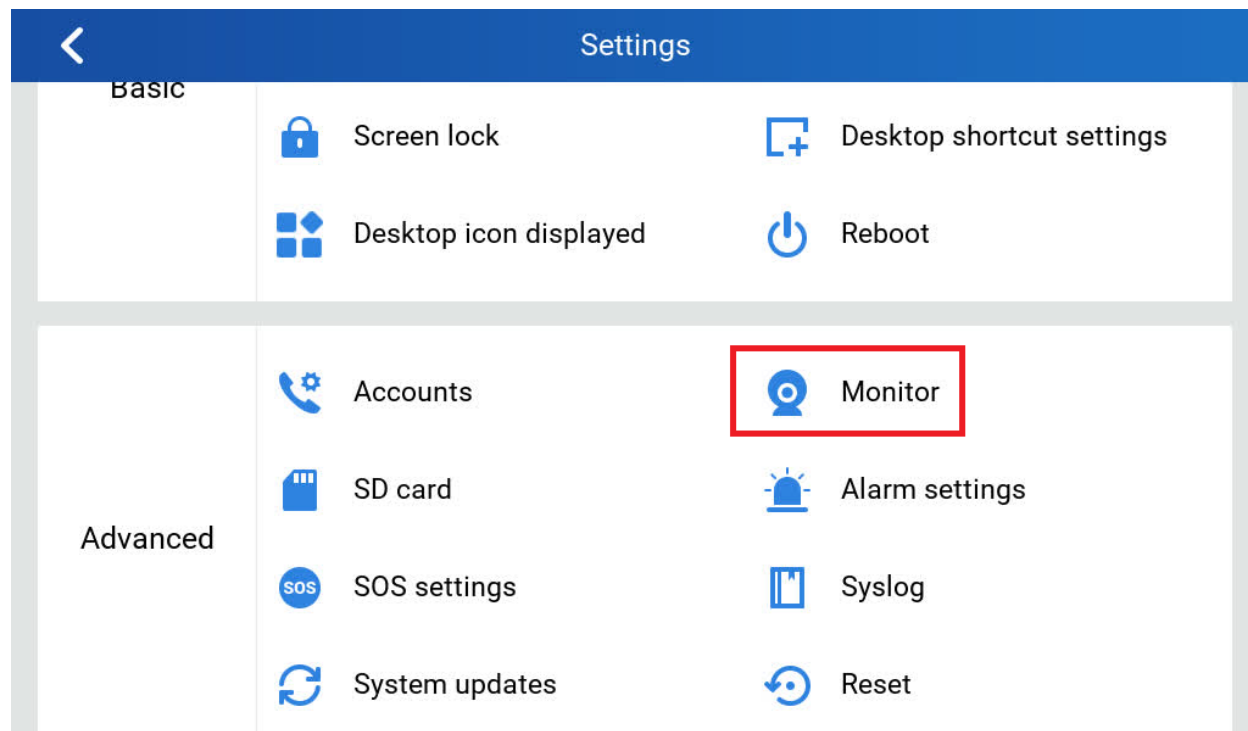 Settings
Basic
Screen lock
Desktop shortcut settings
Desktop icon displayed
Reboot
Advanced
Accounts
Monitor
SD card
Alarm settings
SOS
SOS settings
Syslog
System updates
Reset